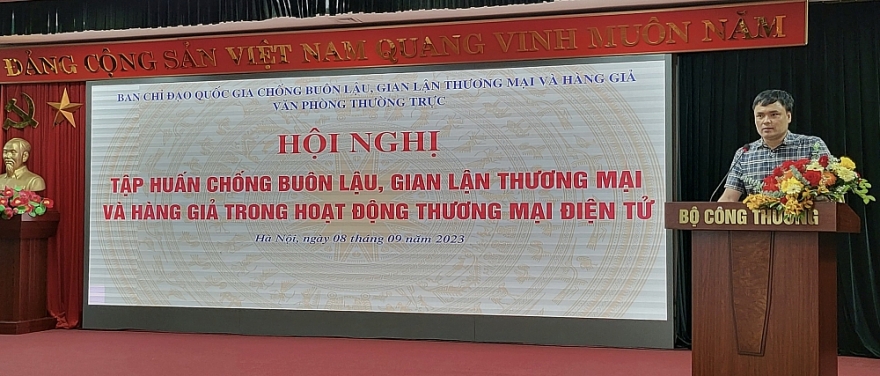 ĐẢNG CỘNG SẢN VIỆT NAM QUANG VINH MUÔN NĂM
BAN CHỈ ĐẠO QUỐC GIA CHỐNG BUÔN LẬU, GIAN LẬN THƯƠNG MẠI VÀ HÀNG GIẢ
VĂN PHÒNG THƯỜNG TRỰC
HỘI NGHỊ
TẬP HUẤN CHỐNG BUÔN LẬU, GIAN LẬN THƯƠNG MẠI
VÀ HÀNG GIẢ TRONG HOẠT ĐỘNG THƯƠNG MẠI ĐIỆN TỬ
Hà Nội, ngày 08 tháng 09 năm 2023
BỘ CÔNG THƯƠNG